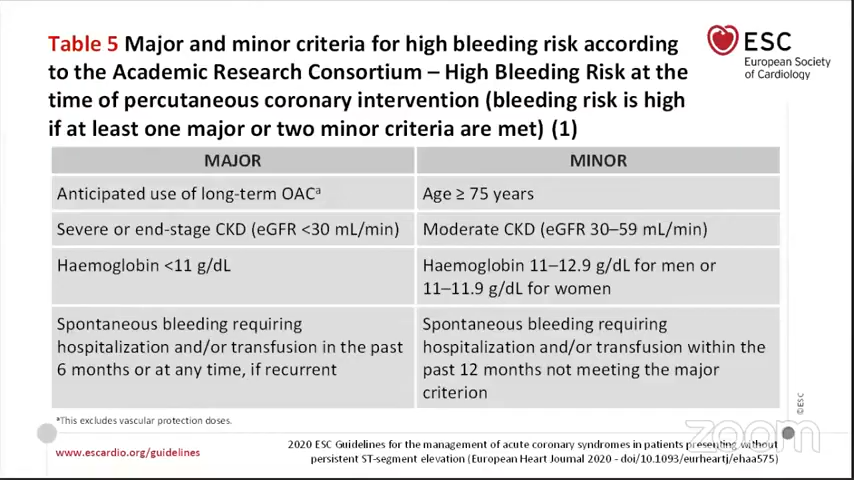 Table 5 Major and minor criteria for high bleeding risk according
to the Academic Research Consortium – High Bleeding Risk at the
time of percutaneous coronary intervention (bleeding risk is high
if at least one major or two minor criteria are met) (1)
ESC
European Society
of Cardiology
MAJOR
MINOR
Anticipated use of long-term OACᵃ
Age ≥ 75 years
Severe or end-stage CKD (eGFR <30 mL/min)
Moderate CKD (eGFR 30–59 mL/min)
Haemoglobin <11 g/dL
Haemoglobin 11–12.9 g/dL for men or
11–11.9 g/dL for women
Spontaneous bleeding requiring
hospitalization and/or transfusion in the past
6 months or at any time, if recurrent
Spontaneous bleeding requiring
hospitalization and/or transfusion within the
past 12 months not meeting the major
criterion
ᵃThis excludes vascular protection doses.
©ESC
zoom
www.escardio.org/guidelines
2020 ESC Guidelines for the management of acute coronary syndromes in patients presenting without
persistent ST-segment elevation (European Heart Journal 2020 - doi/10.1093/eurheartj/ehaa575)